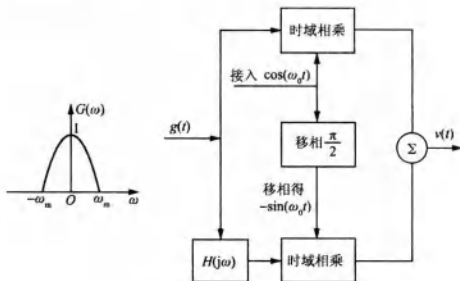 时域相乘
接入 cos(ω₀t)
G(ω)
1
g(t)
移相 π/2
Σ
v(t)
−ωₘ
O
ωₘ
ω
移相得
−sin(ω₀t)
H(jω)
时域相乘